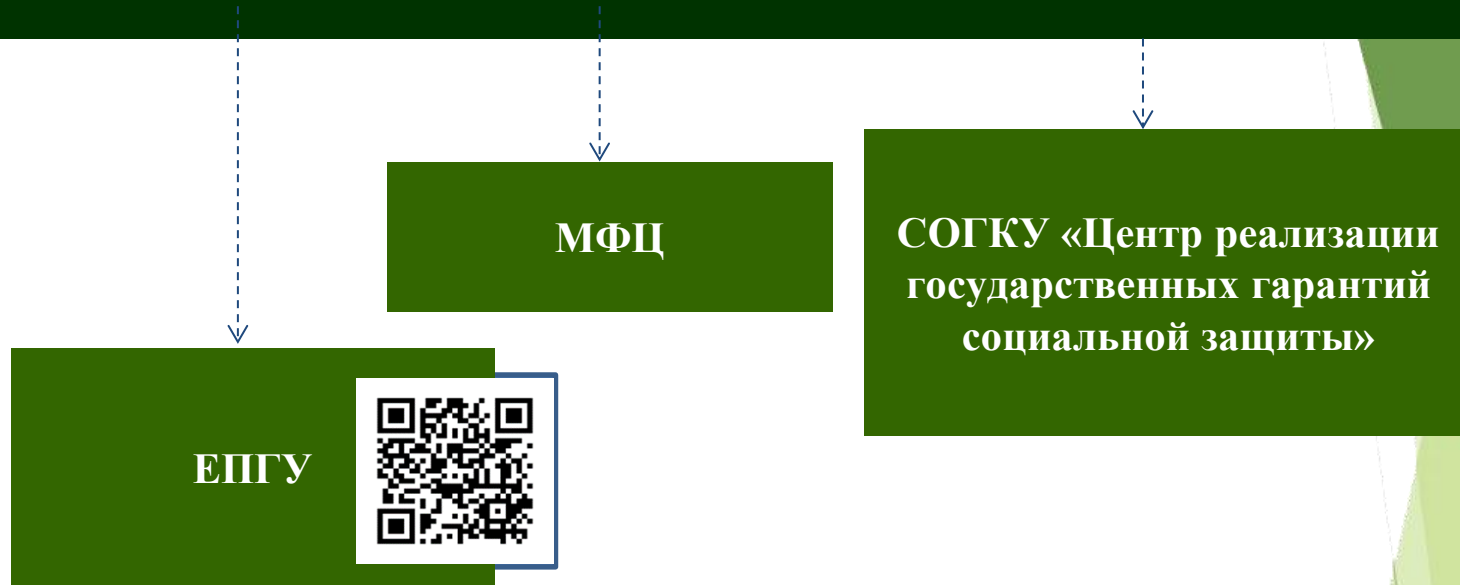 МФЦ
СОГКУ «Центр реализации
государственных гарантий
социальной защиты»
ЕПГУ